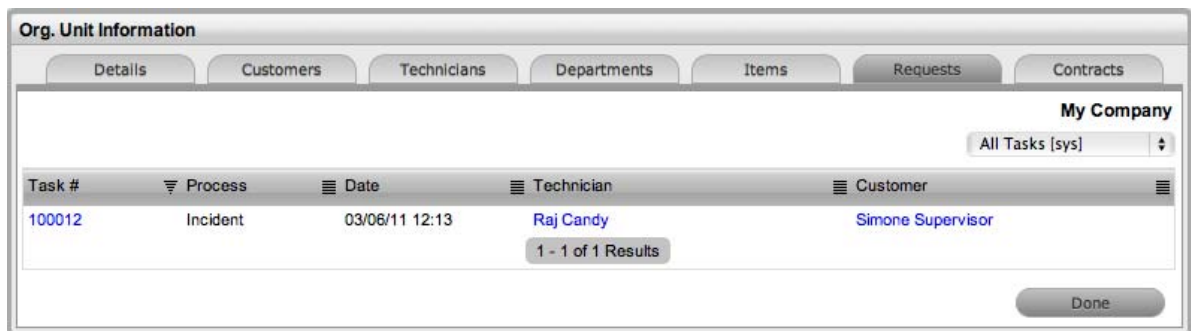 Org. Unit Information
Details Customers Technicians Departments Items Requests Contracts
My Company
All Tasks [sys]
Task # Process Date Technician Customer
100012 Incident 03/06/11 12:13 Raj Candy Simone Supervisor
1 - 1 of 1 Results
Done